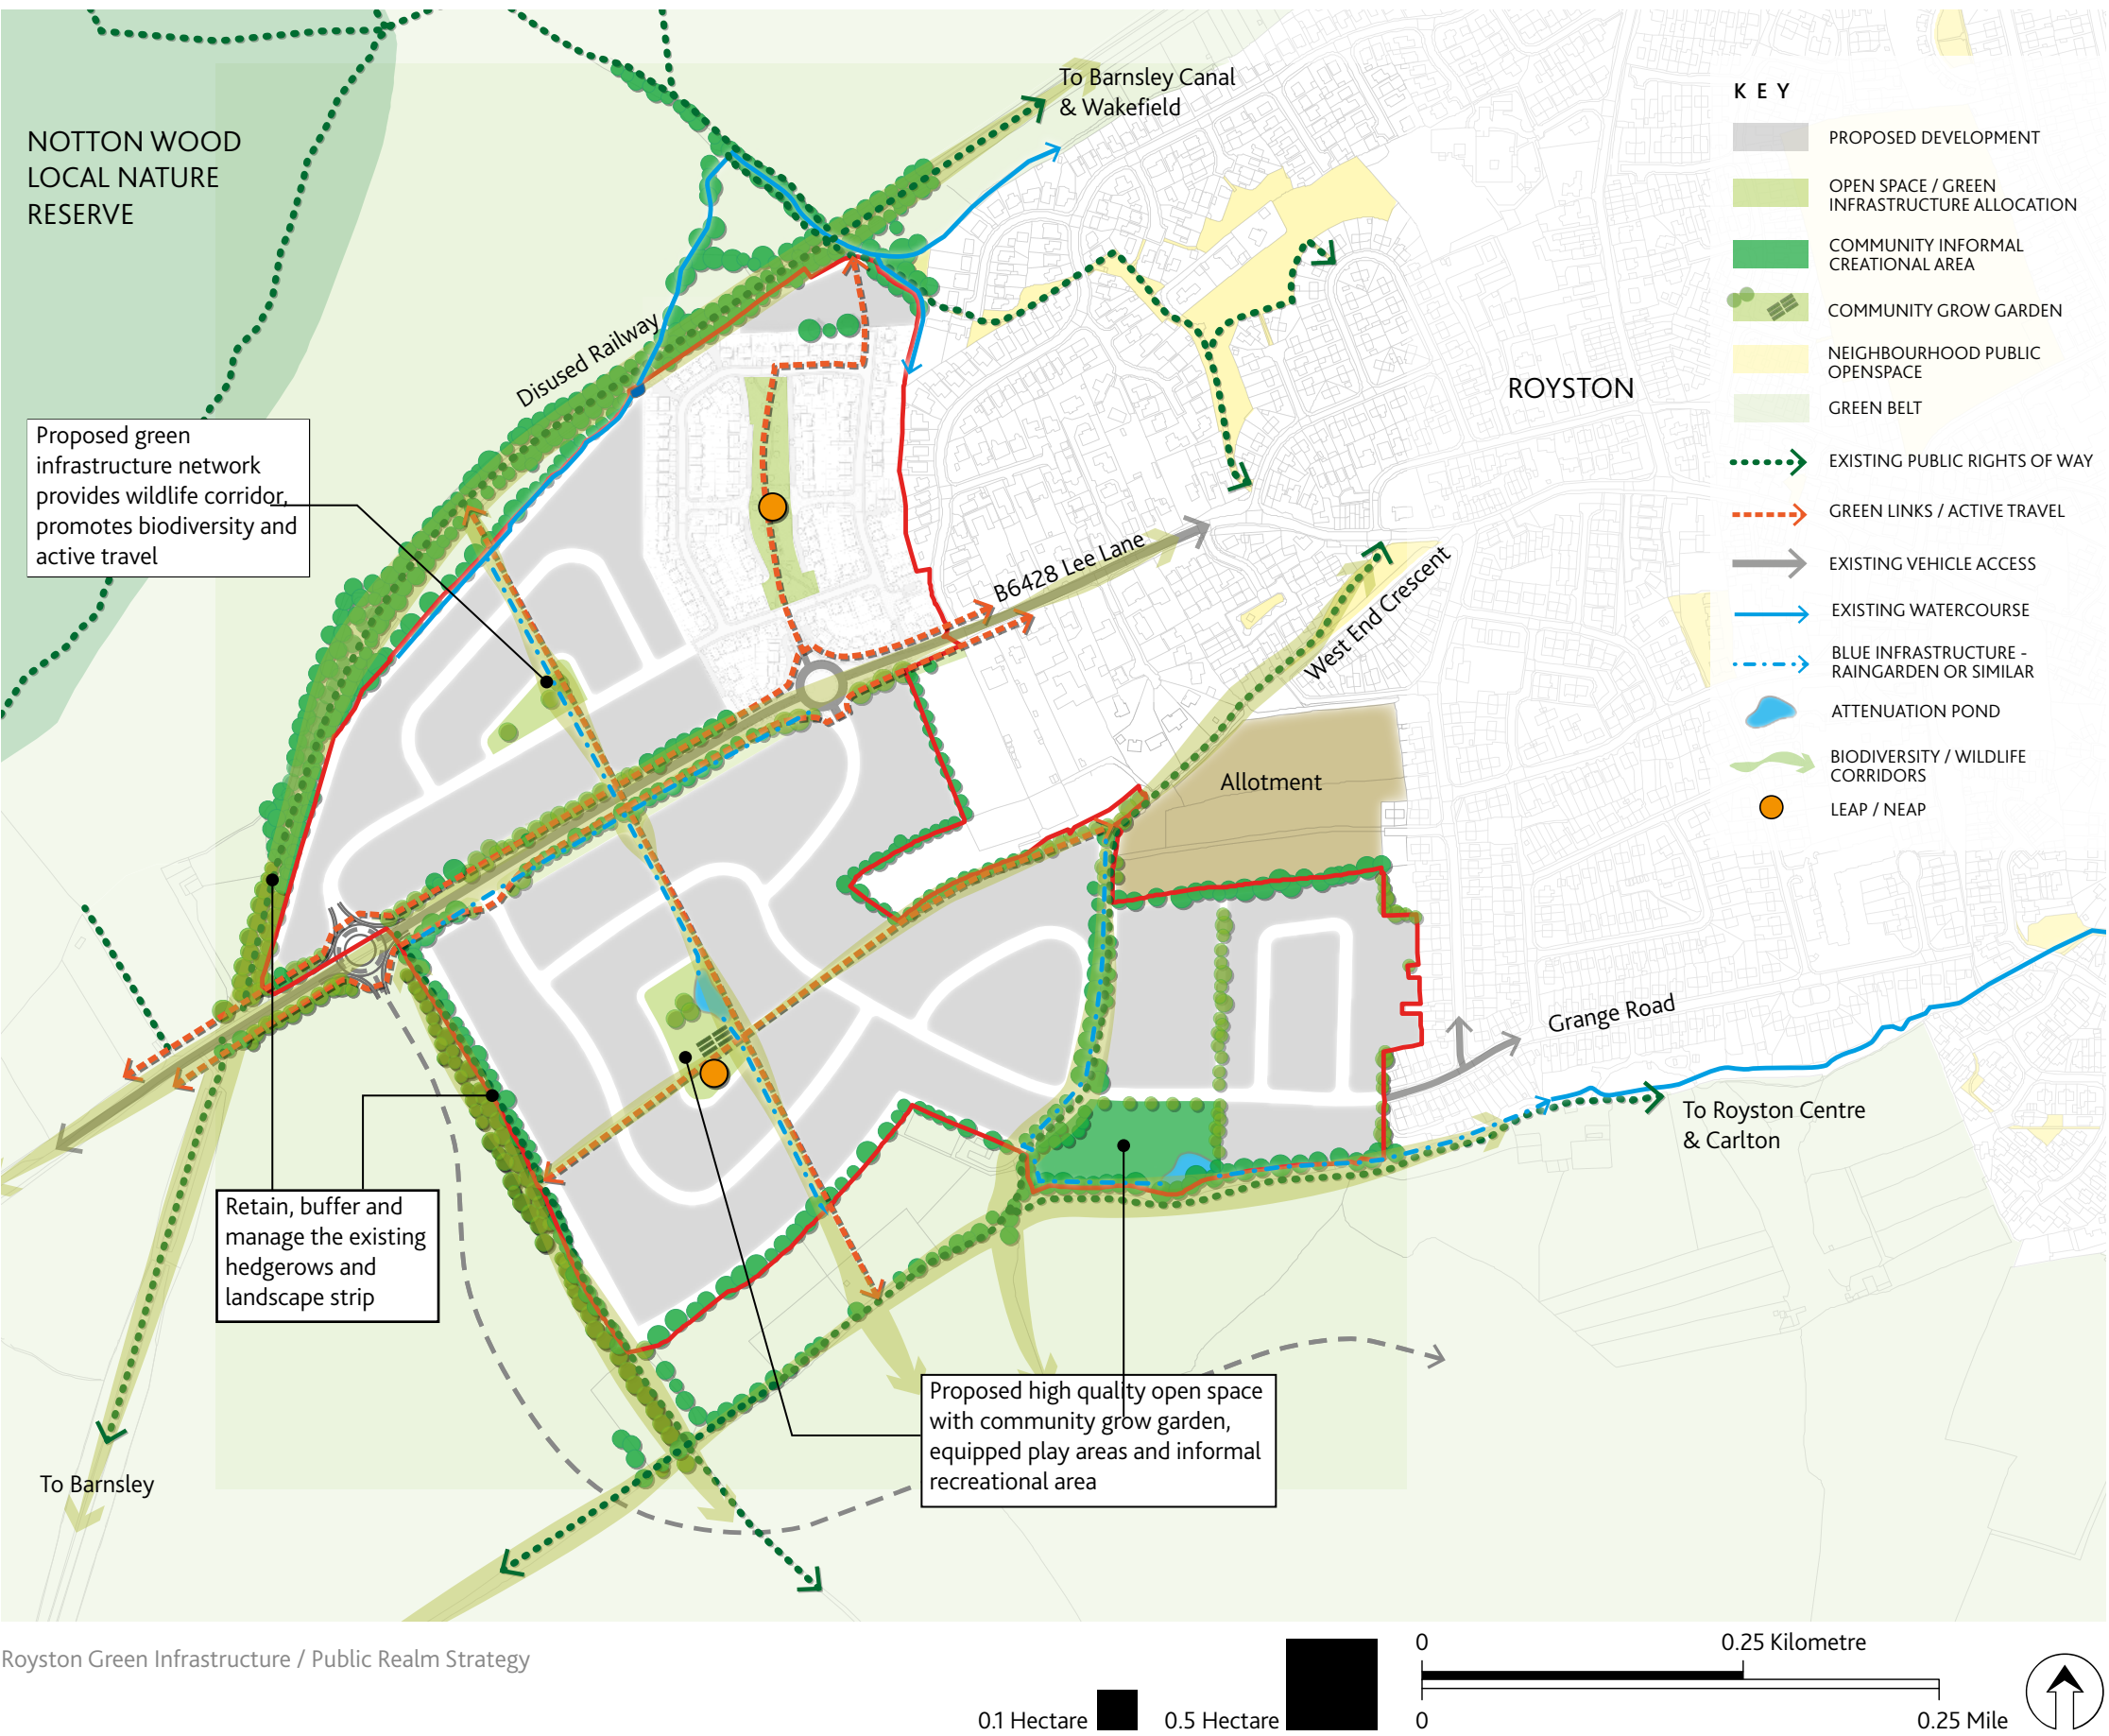 To Barnsley Canal
& Wakefield
NOTTON WOOD
LOCAL NATURE
RESERVE
Disused Railway
ROYSTON
Proposed green
infrastructure network
provides wildlife corridor,
promotes biodiversity and
active travel
B6428 Lee Lane
West End Crescent
Allotment
Grange Road
To Royston Centre
& Carlton
Retain, buffer and
manage the existing
hedgerows and
landscape strip
Proposed high quality open space
with community grow garden,
equipped play areas and informal
recreational area
To Barnsley
KEY
PROPOSED DEVELOPMENT
OPEN SPACE / GREEN
INFRASTRUCTURE ALLOCATION
COMMUNITY INFORMAL
CREATIONAL AREA
COMMUNITY GROW GARDEN
NEIGHBOURHOOD PUBLIC
OPENSPACE
GREEN BELT
EXISTING PUBLIC RIGHTS OF WAY
GREEN LINKS / ACTIVE TRAVEL
EXISTING VEHICLE ACCESS
EXISTING WATERCOURSE
BLUE INFRASTRUCTURE -
RAINGARDEN OR SIMILAR
ATTENUATION POND
BIODIVERSITY / WILDLIFE
CORRIDORS
LEAP / NEAP
Royston Green Infrastructure / Public Realm Strategy
0.1 Hectare
0.5 Hectare
0 0.25 Kilometre
0 0.25 Mile